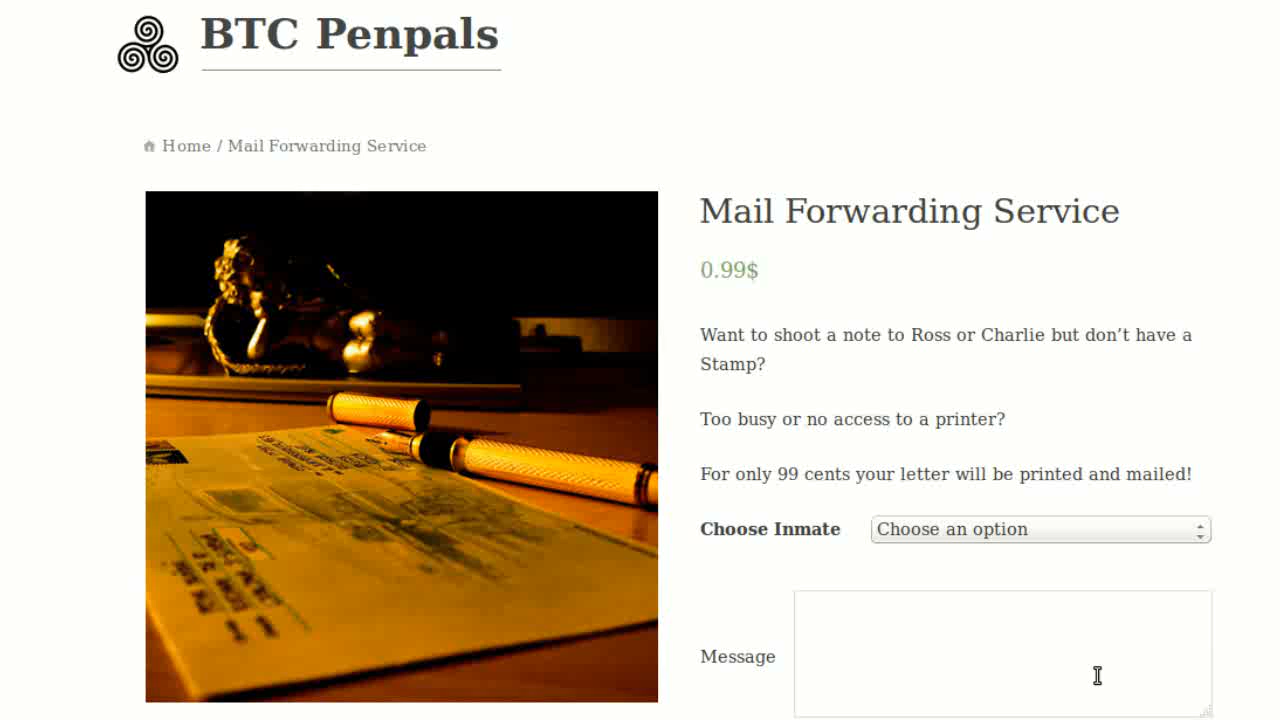 BTC Penpals
Home / Mail Forwarding Service
Mail Forwarding Service
0.99$
Want to shoot a note to Ross or Charlie but don’t have a
Stamp?
Too busy or no access to a printer?
For only 99 cents your letter will be printed and mailed!
Choose Inmate
Choose an option
Message